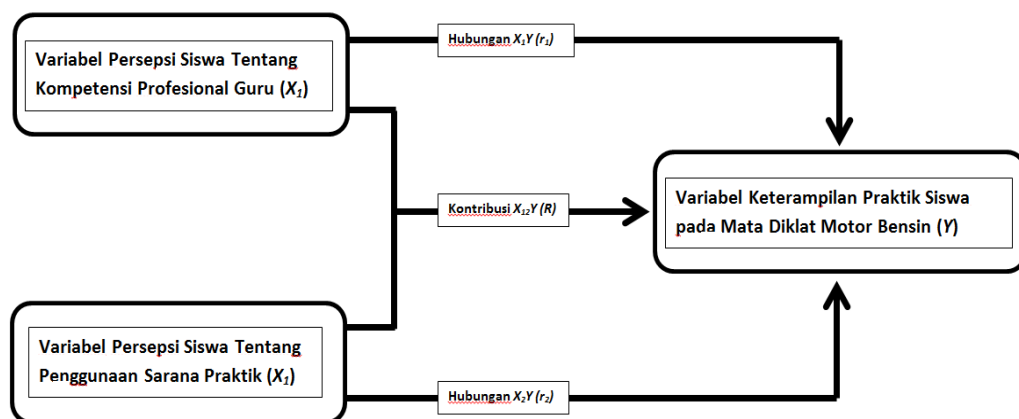 Variabel Persepsi Siswa Tentang
Kompetensi Profesional Guru (X₁)
Hubungan X₁Y (r₁)
Kontribusi X₁₂Y (R)
Variabel Keterampilan Praktik Siswa
pada Mata Diklat Motor Bensin (Y)
Variabel Persepsi Siswa Tentang
Penggunaan Sarana Praktik (X₁)
Hubungan X₂Y (r₂)